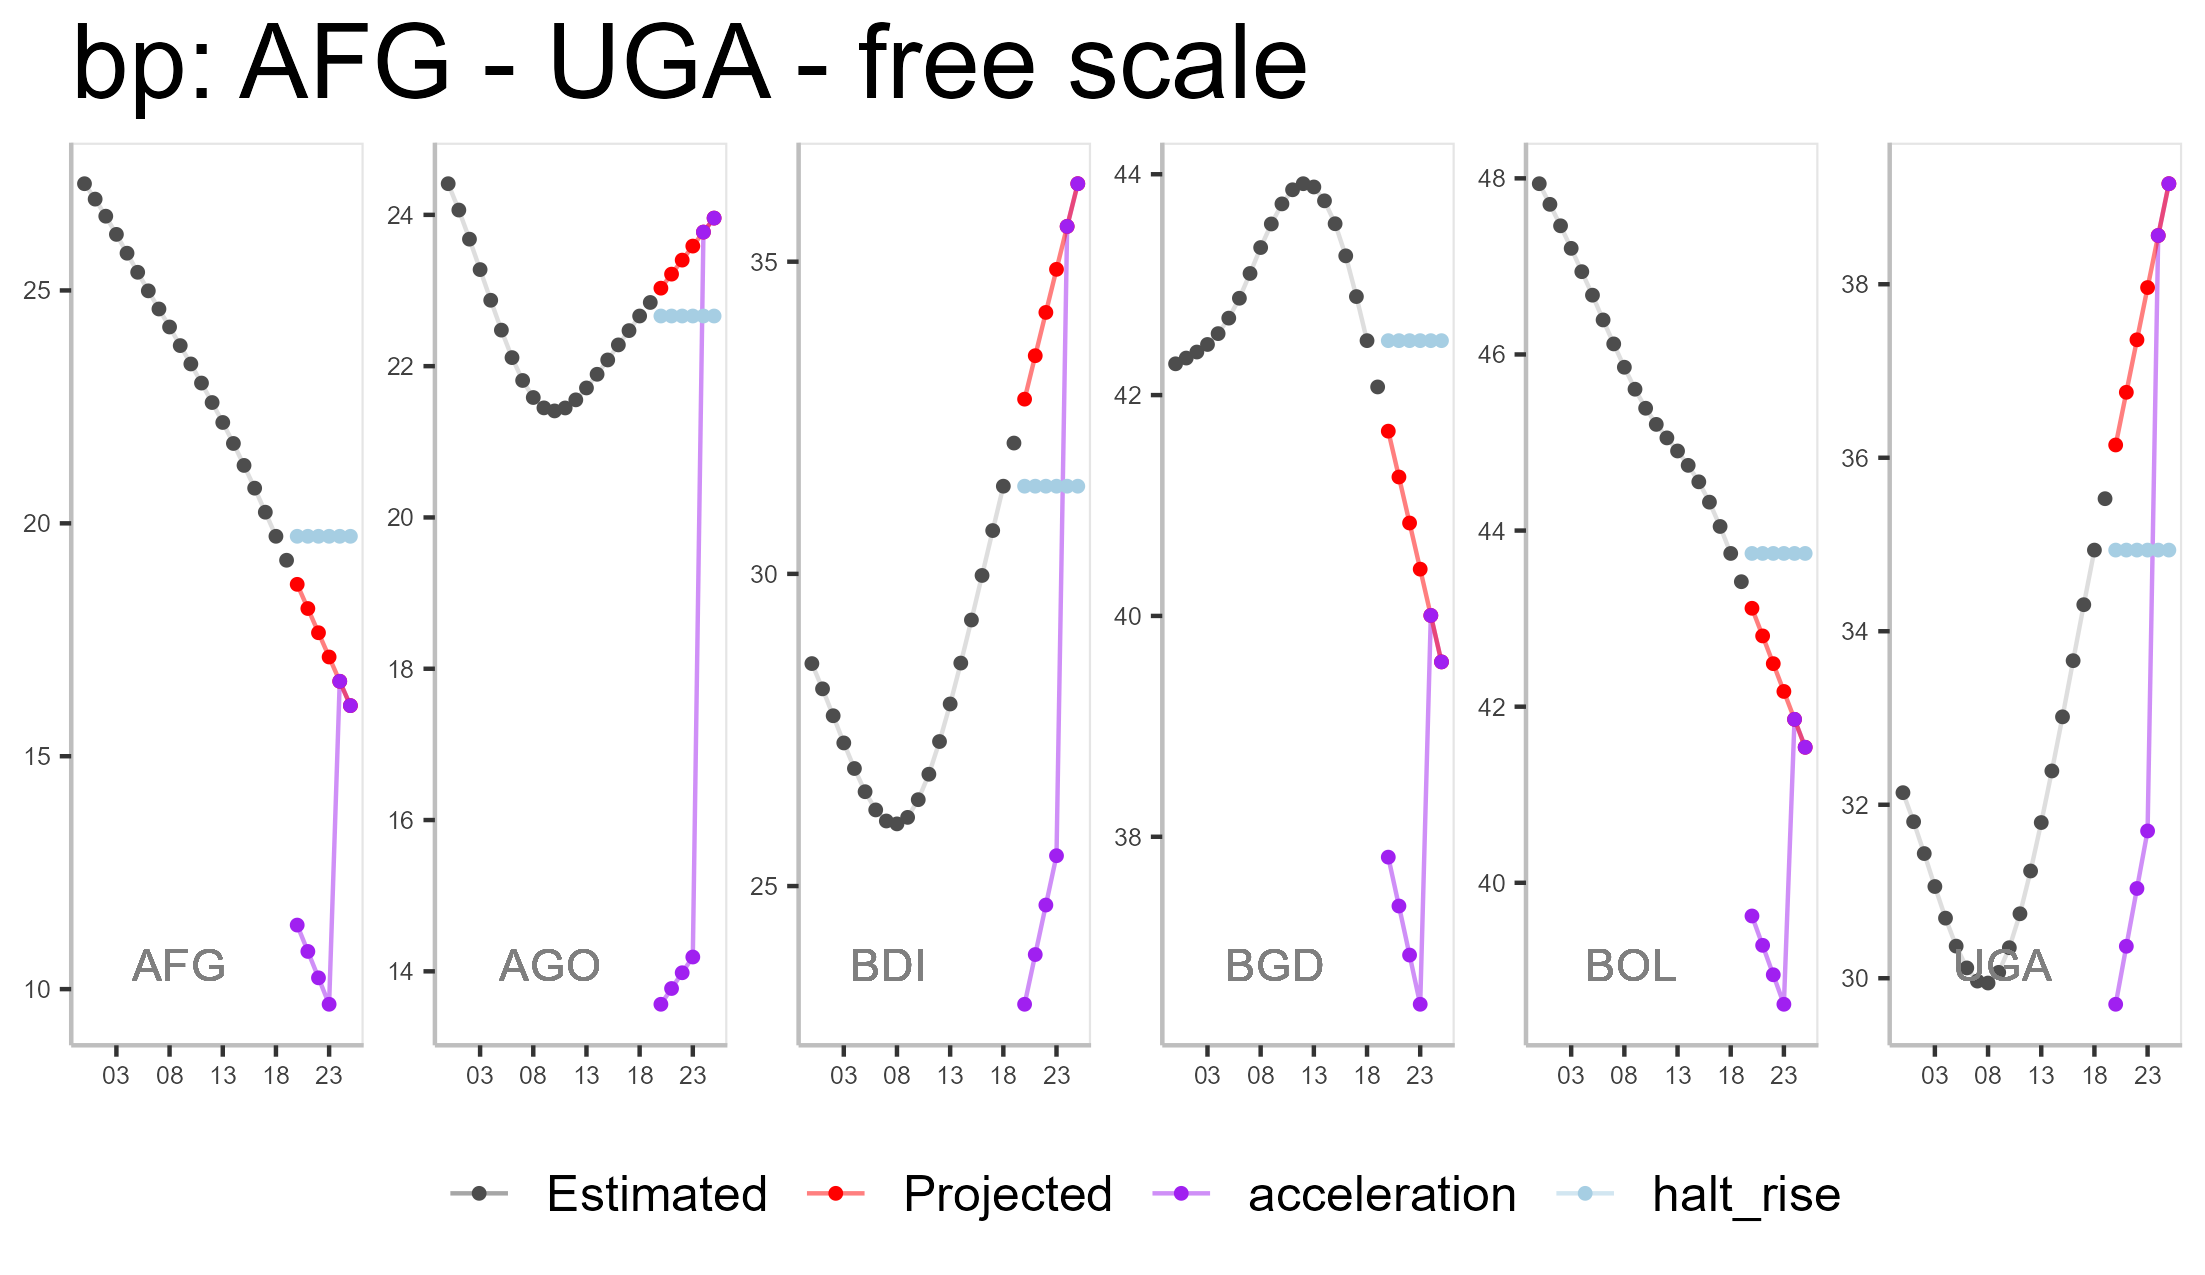 bp: AFG - UGA - free scale
25
20
15
10
03 08 13 18 23
AFG
24
22
20
18
16
14
03 08 13 18 23
AGO
35
30
25
03 08 13 18 23
BDI
44
42
40
38
03 08 13 18 23
BGD
48
46
44
42
40
03 08 13 18 23
BOL
38
36
34
32
30
03 08 13 18 23
UGA
Estimated Projected acceleration halt_rise